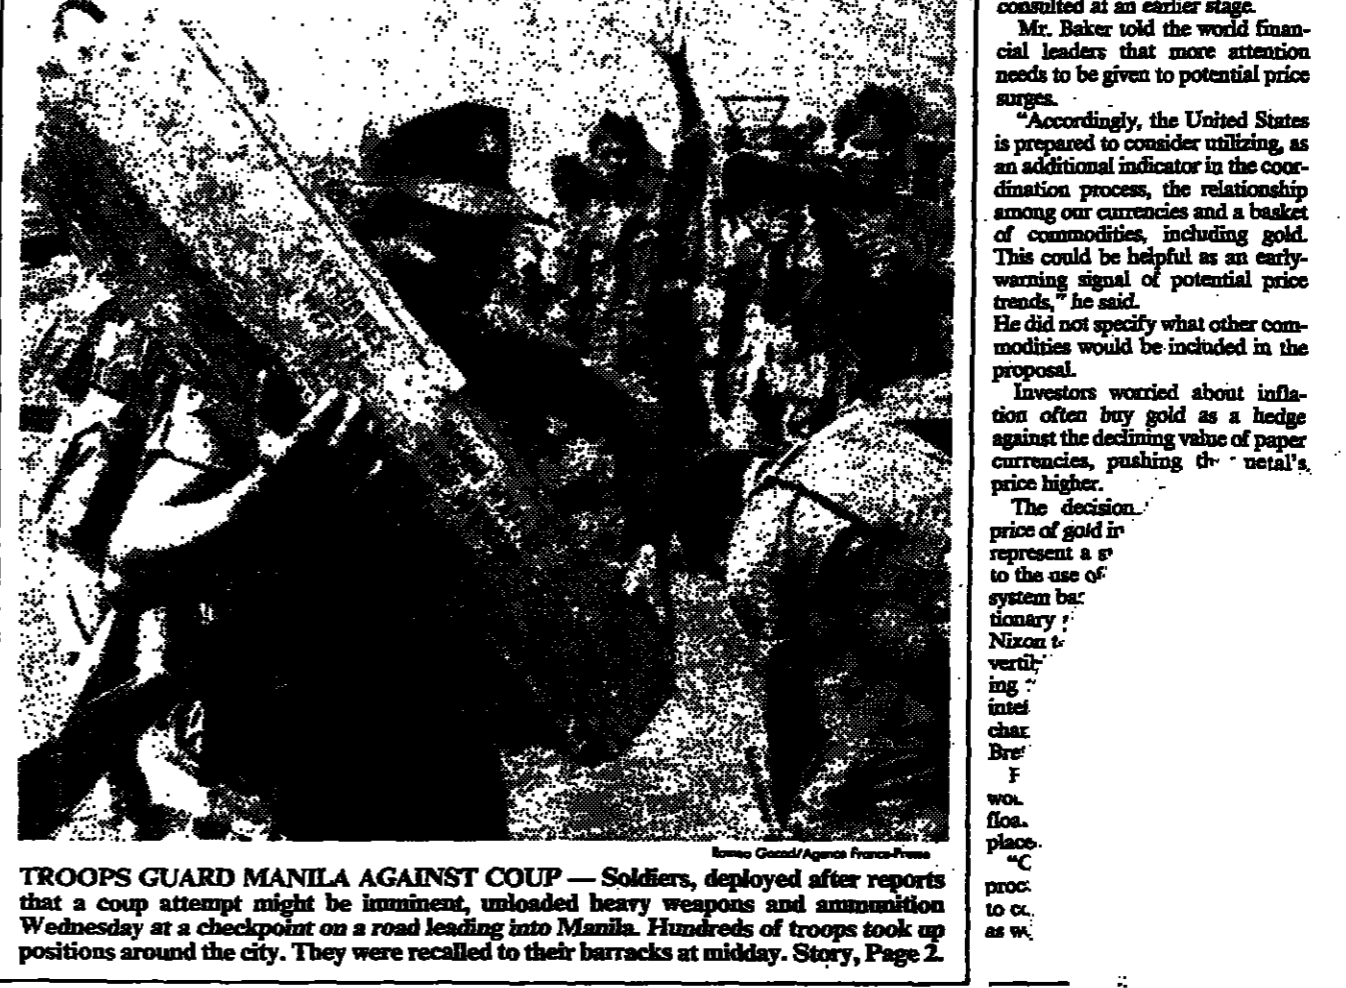 Romeo Gacad/Agence France-Presse
TROOPS GUARD MANILA AGAINST COUP — Soldiers, deployed after reports
that a coup attempt might be imminent, unloaded heavy weapons and ammunition
Wednesday at a checkpoint on a road leading into Manila. Hundreds of troops took up
positions around the city. They were recalled to their barracks at midday. Story, Page 2.
consulted at an earlier stage.
Mr. Baker told the world finan-
cial leaders that more attention
needs to be given to potential price
surges.
"Accordingly, the United States
is prepared to consider utilizing, as
an additional indicator in the coor-
dination process, the relationship
among our currencies and a basket
of commodities, including gold.
This could be helpful as an early-
warning signal of potential price
trends," he said.
He did not specify what other com-
modities would be included in the
proposal.
Investors worried about infla-
tion often buy gold as a hedge
against the declining value of paper
currencies, pushing
price higher.
The decision
price of gold in
represent a
to the use of
system
tionary
Nixon
ing
place.
"C
to
as